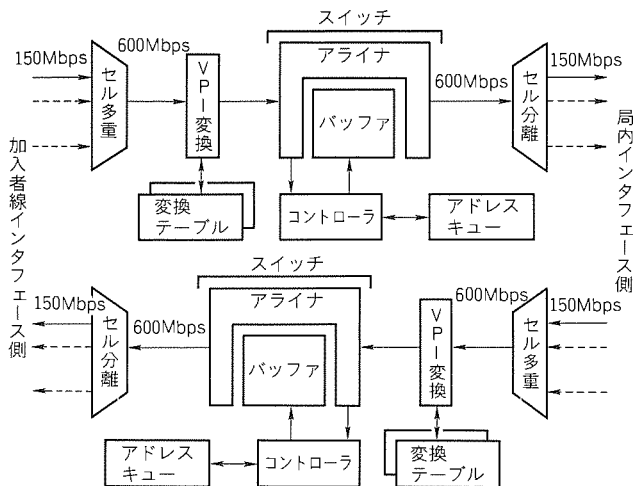 スイッチ
150Mbps
600Mbps
アライナ
600Mbps
150Mbps
セル多重
VPI変換
バッファ
セル分離
加入者線インタフェース側
局内インタフェース側
変換
テーブル
コントローラ
アドレス
キュー
スイッチ
150Mbps
600Mbps
アライナ
600Mbps
150Mbps
セル分離
バッファ
VPI変換
セル多重
アドレス
キュー
コントローラ
変換
テーブル